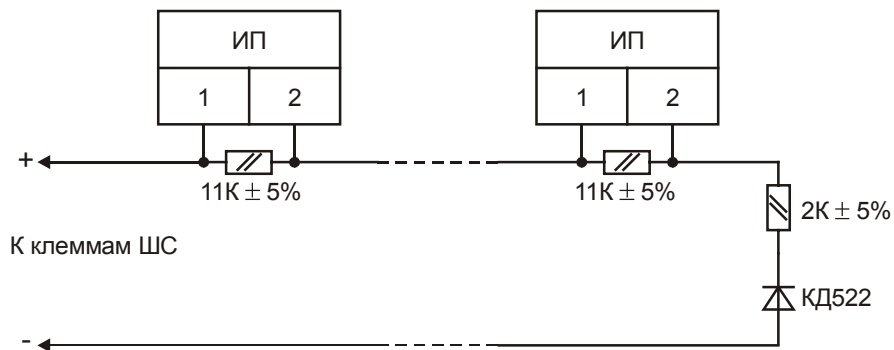 ИП ИП
1 2 1 2
+
11К ± 5% 11К ± 5%
2К ± 5%
К клеммам ШС
КД522
-